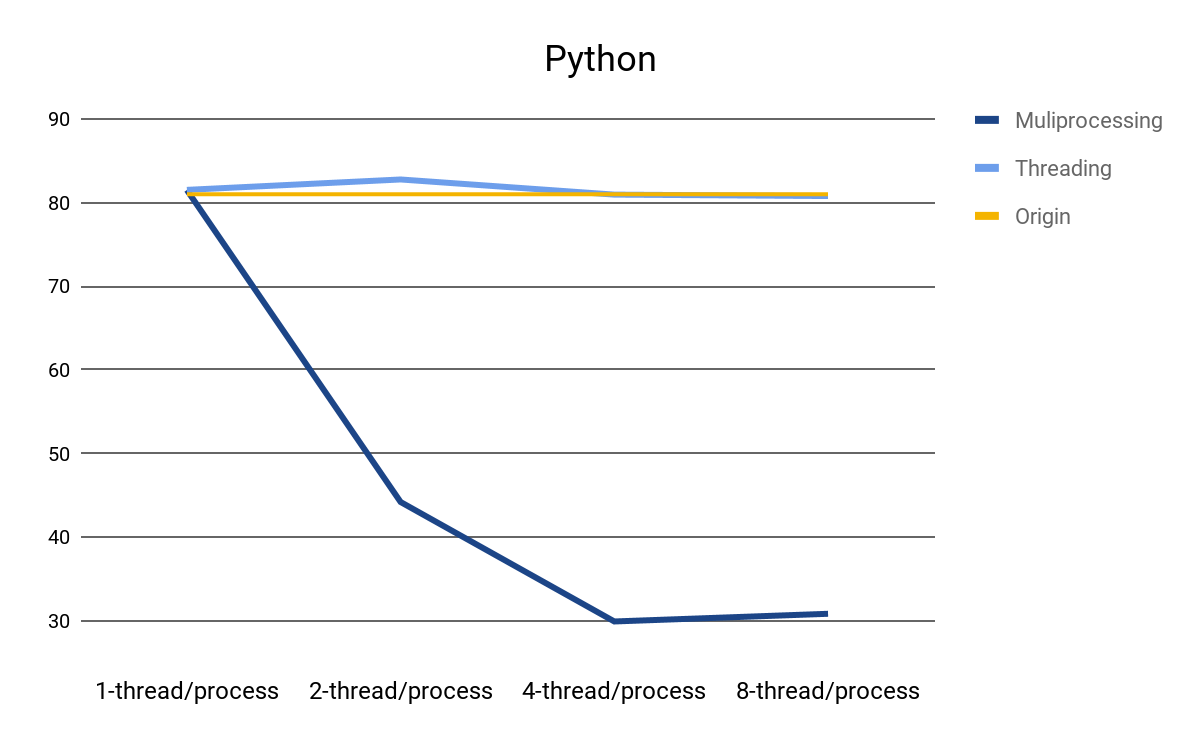 Python
90
80
70
60
50
40
30
1-thread/process
2-thread/process
4-thread/process
8-thread/process
Muliprocessing
Threading
Origin